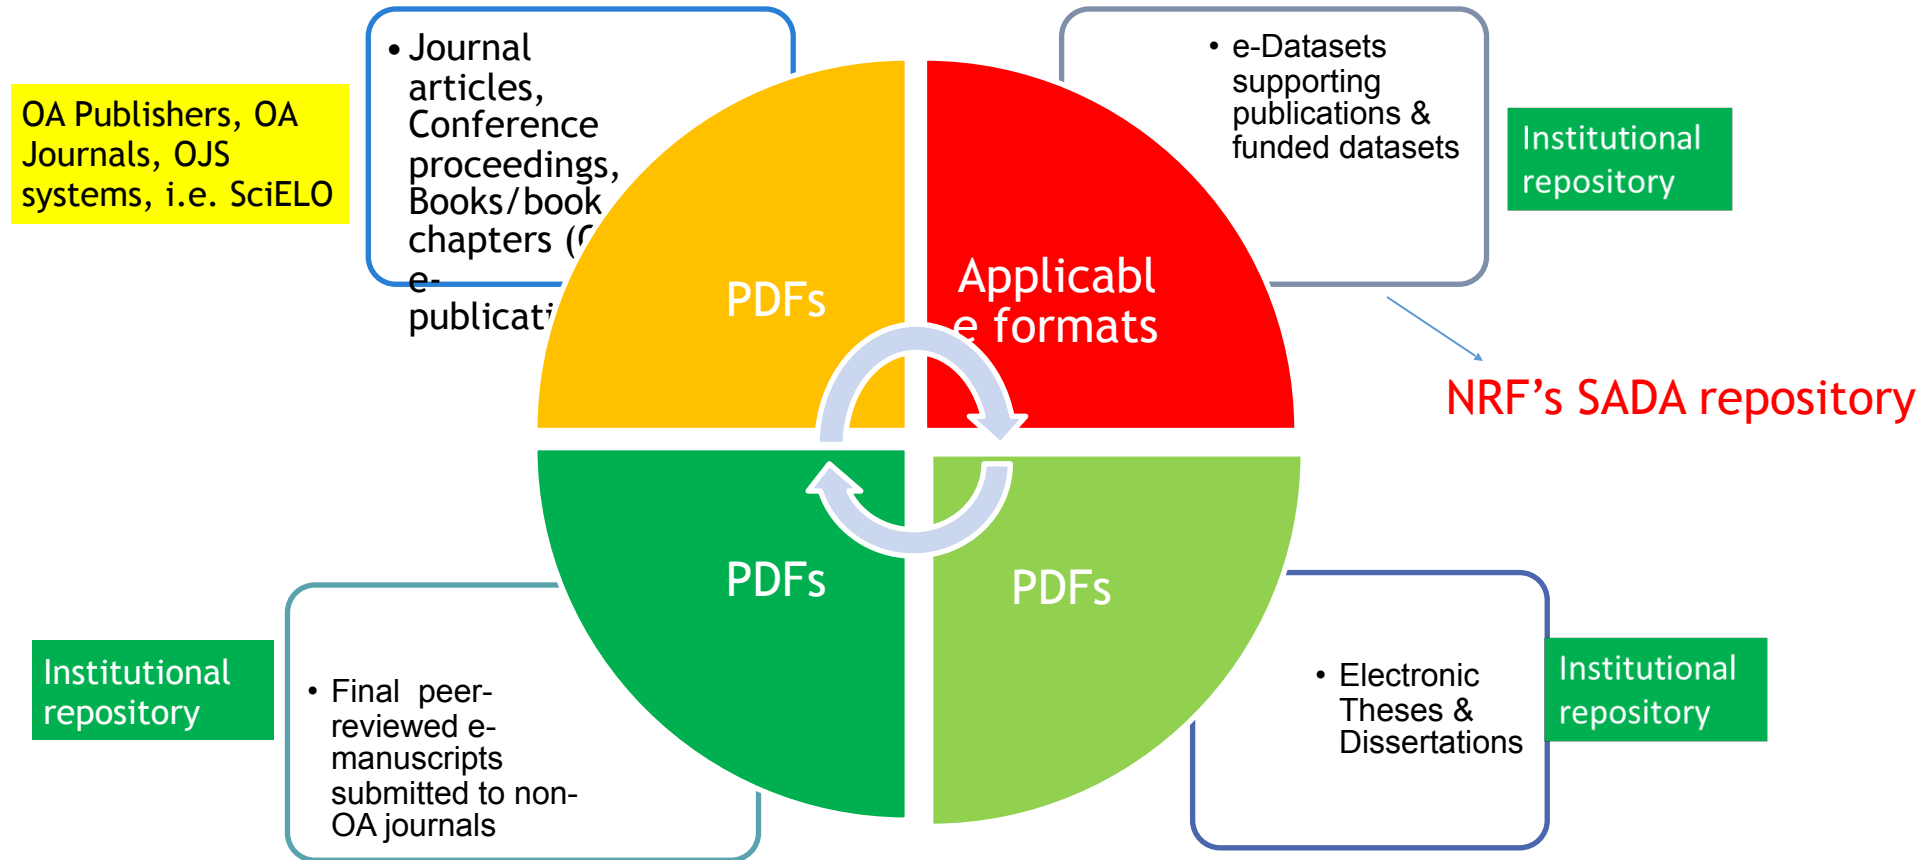 OA Publishers, OA
Journals, OJS
systems, i.e. SciELO
• Journal
articles,
Conference
proceedings,
Books/book
chapters (
e-
publicati
PDFs
Applicabl
e formats
• e-Datasets
supporting
publications &
funded datasets
Institutional
repository
NRF's SADA repository
PDFs
PDFs
Institutional
repository
• Final peer-
reviewed e-
manuscripts
submitted to non-
OA journals
• Electronic
Theses &
Dissertations
Institutional
repository